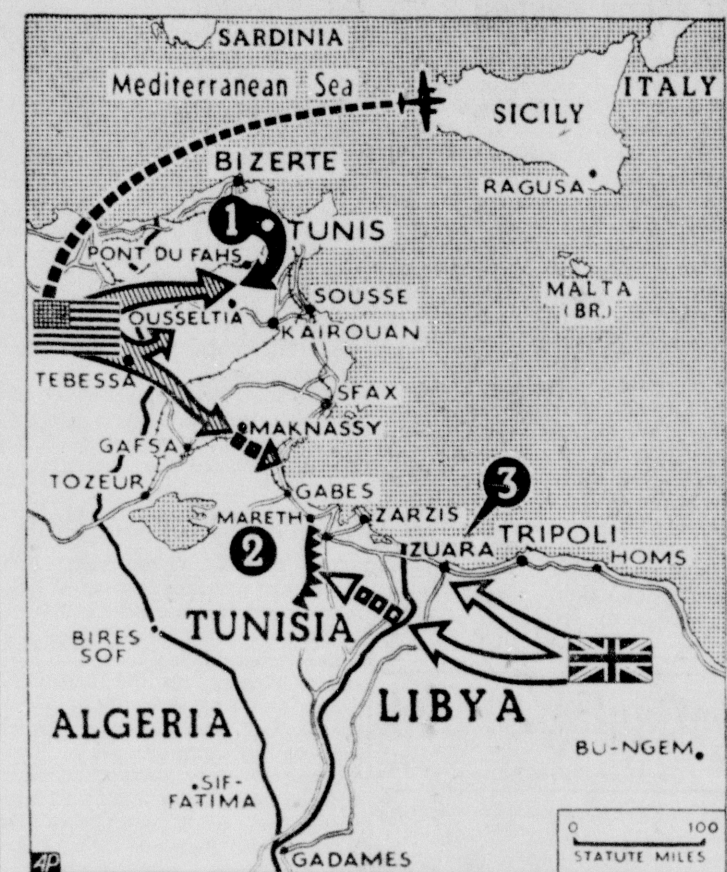 SARDINIA
Mediterranean Sea
ITALY
SICILY
BIZERTE
RAGUSA
1
TUNIS
PONT DU FAHS
MALTA
(BR.)
SOUSSE
OUSSELTIA
KAIROUAN
TEBESSA
SFAX
MAKNASSY
GAFSA
TOZEUR
GABES
3
MARETH
ZARZIS
TRIPOLI
2
ZUARA
HOMS
TUNISIA
BIRES
SOF
LIBYA
ALGERIA
BU-NGEM
SIF-
FATIMA
0 100
STATUTE MILES
AP
GADAMES